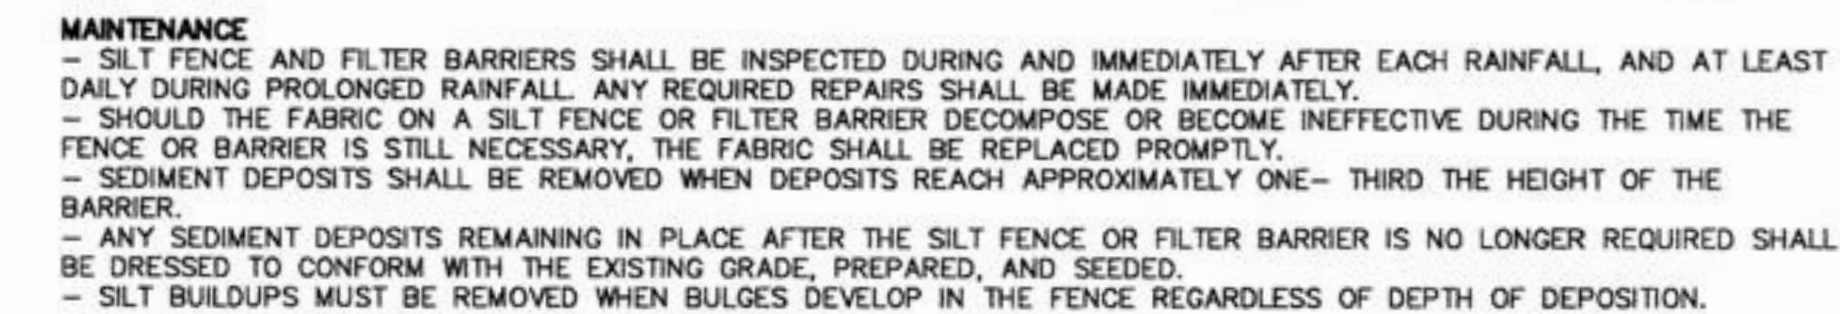 MAINTENANCE
– SILT FENCE AND FILTER BARRIERS SHALL BE INSPECTED DURING AND IMMEDIATELY AFTER EACH RAINFALL, AND AT LEAST
DAILY DURING PROLONGED RAINFALL. ANY REQUIRED REPAIRS SHALL BE MADE IMMEDIATELY.
– SHOULD THE FABRIC ON A SILT FENCE OR FILTER BARRIER DECOMPOSE OR BECOME INEFFECTIVE DURING THE TIME THE
FENCE OR BARRIER IS STILL NECESSARY, THE FABRIC SHALL BE REPLACED PROMPTLY.
– SEDIMENT DEPOSITS SHALL BE REMOVED WHEN DEPOSITS REACH APPROXIMATELY ONE– THIRD THE HEIGHT OF THE
BARRIER.
– ANY SEDIMENT DEPOSITS REMAINING IN PLACE AFTER THE SILT FENCE OR FILTER BARRIER IS NO LONGER REQUIRED SHALL
BE DRESSED TO CONFORM WITH THE EXISTING GRADE, PREPARED, AND SEEDED.
– SILT BUILDUPS MUST BE REMOVED WHEN BULGES DEVELOP IN THE FENCE REGARDLESS OF DEPTH OF DEPOSITION.